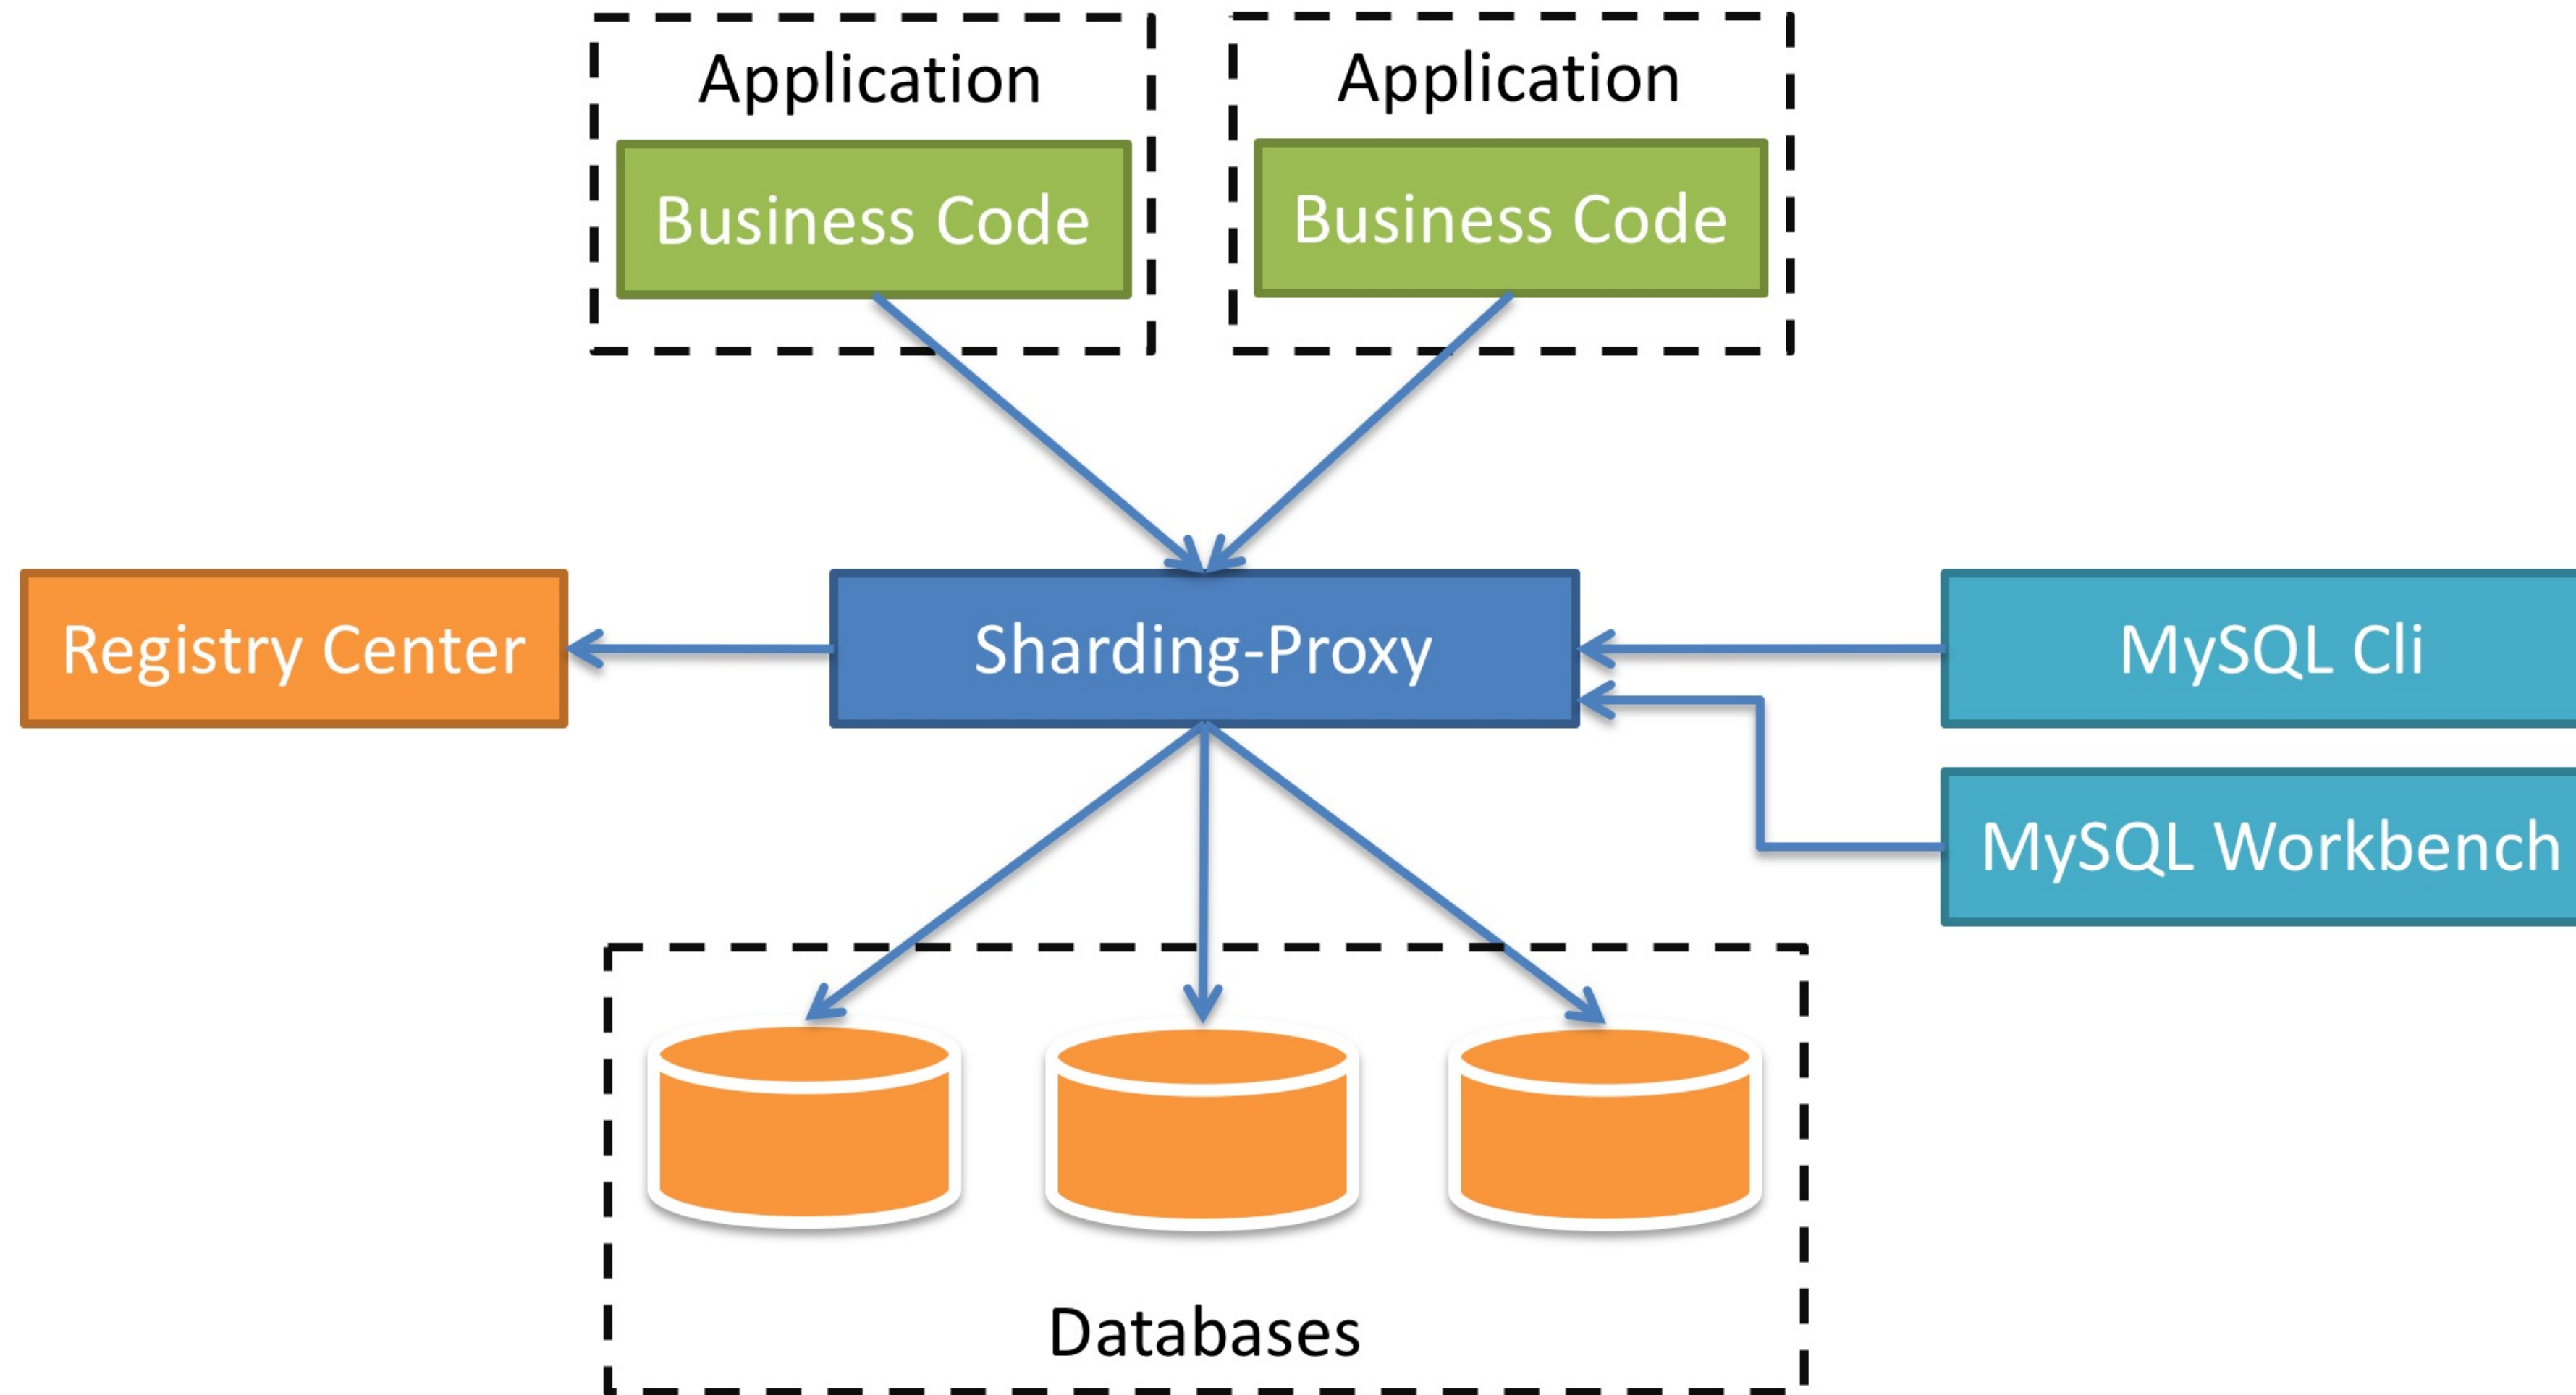 Application
Application
Business Code
Business Code
Registry Center
Sharding-Proxy
MySQL Cli
MySQL Workbench
Databases